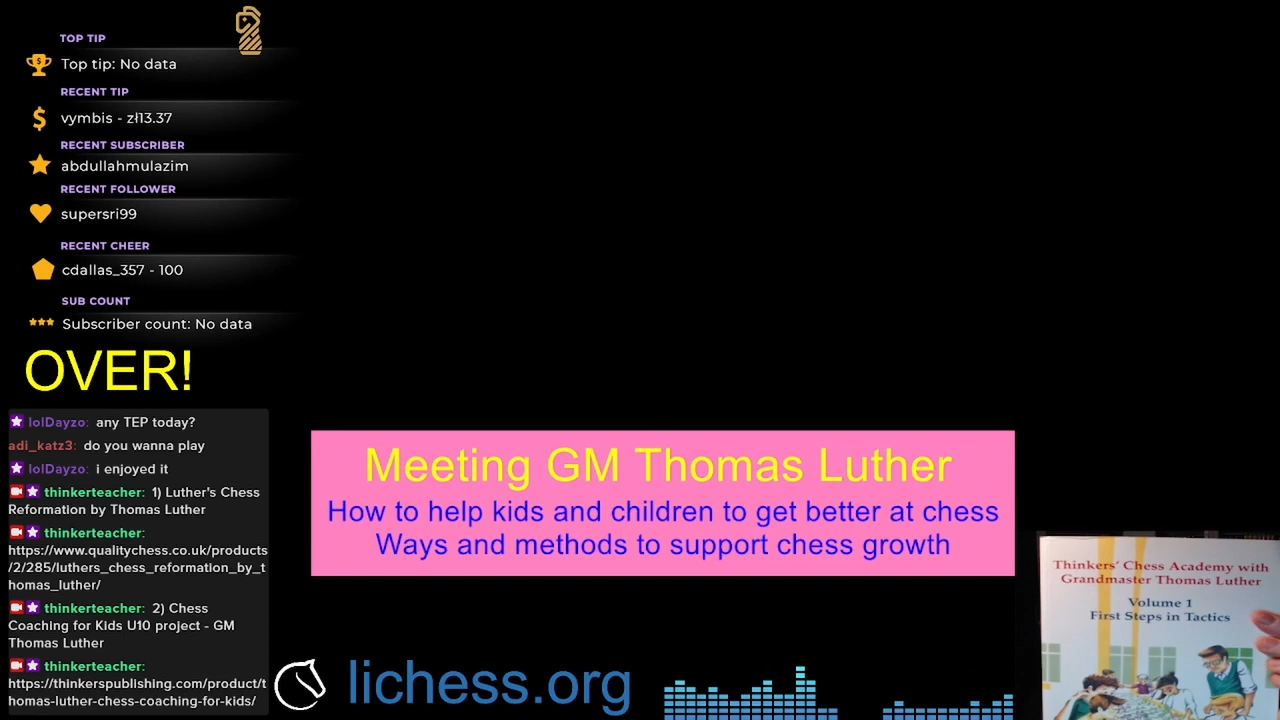 TOP TIP
Top tip: No data
RECENT TIP
vymbis - zł13.37
RECENT SUBSCRIBER
abdullahmulazim
RECENT FOLLOWER
supersri99
RECENT CHEER
cdallas_357 - 100
SUB COUNT
Subscriber count: No data
OVER!
lolDayzo: any TEP today?
adi_katz3: do you wanna play
lolDayzo: i enjoyed it
thinkerteacher: 1) Luther's Chess
Reformation by Thomas Luther
thinkerteacher:
https://www.qualitychess.co.uk/products
/2/285/luthers_chess_reformation_by_t
homas_luther/
thinkerteacher: 2) Chess
Coaching for Kids U10 project - GM
Thomas Luther
thinkerteacher:
https://thinkerspublishing.com/product/t
homas-luther-chess-coaching-for-kids/
Meeting GM Thomas Luther
How to help kids and children to get better at chess
Ways and methods to support chess growth
lichess.org
Thinkers' Chess Academy with
Grandmaster Thomas Luther
Volume 1
First Steps in Tactics